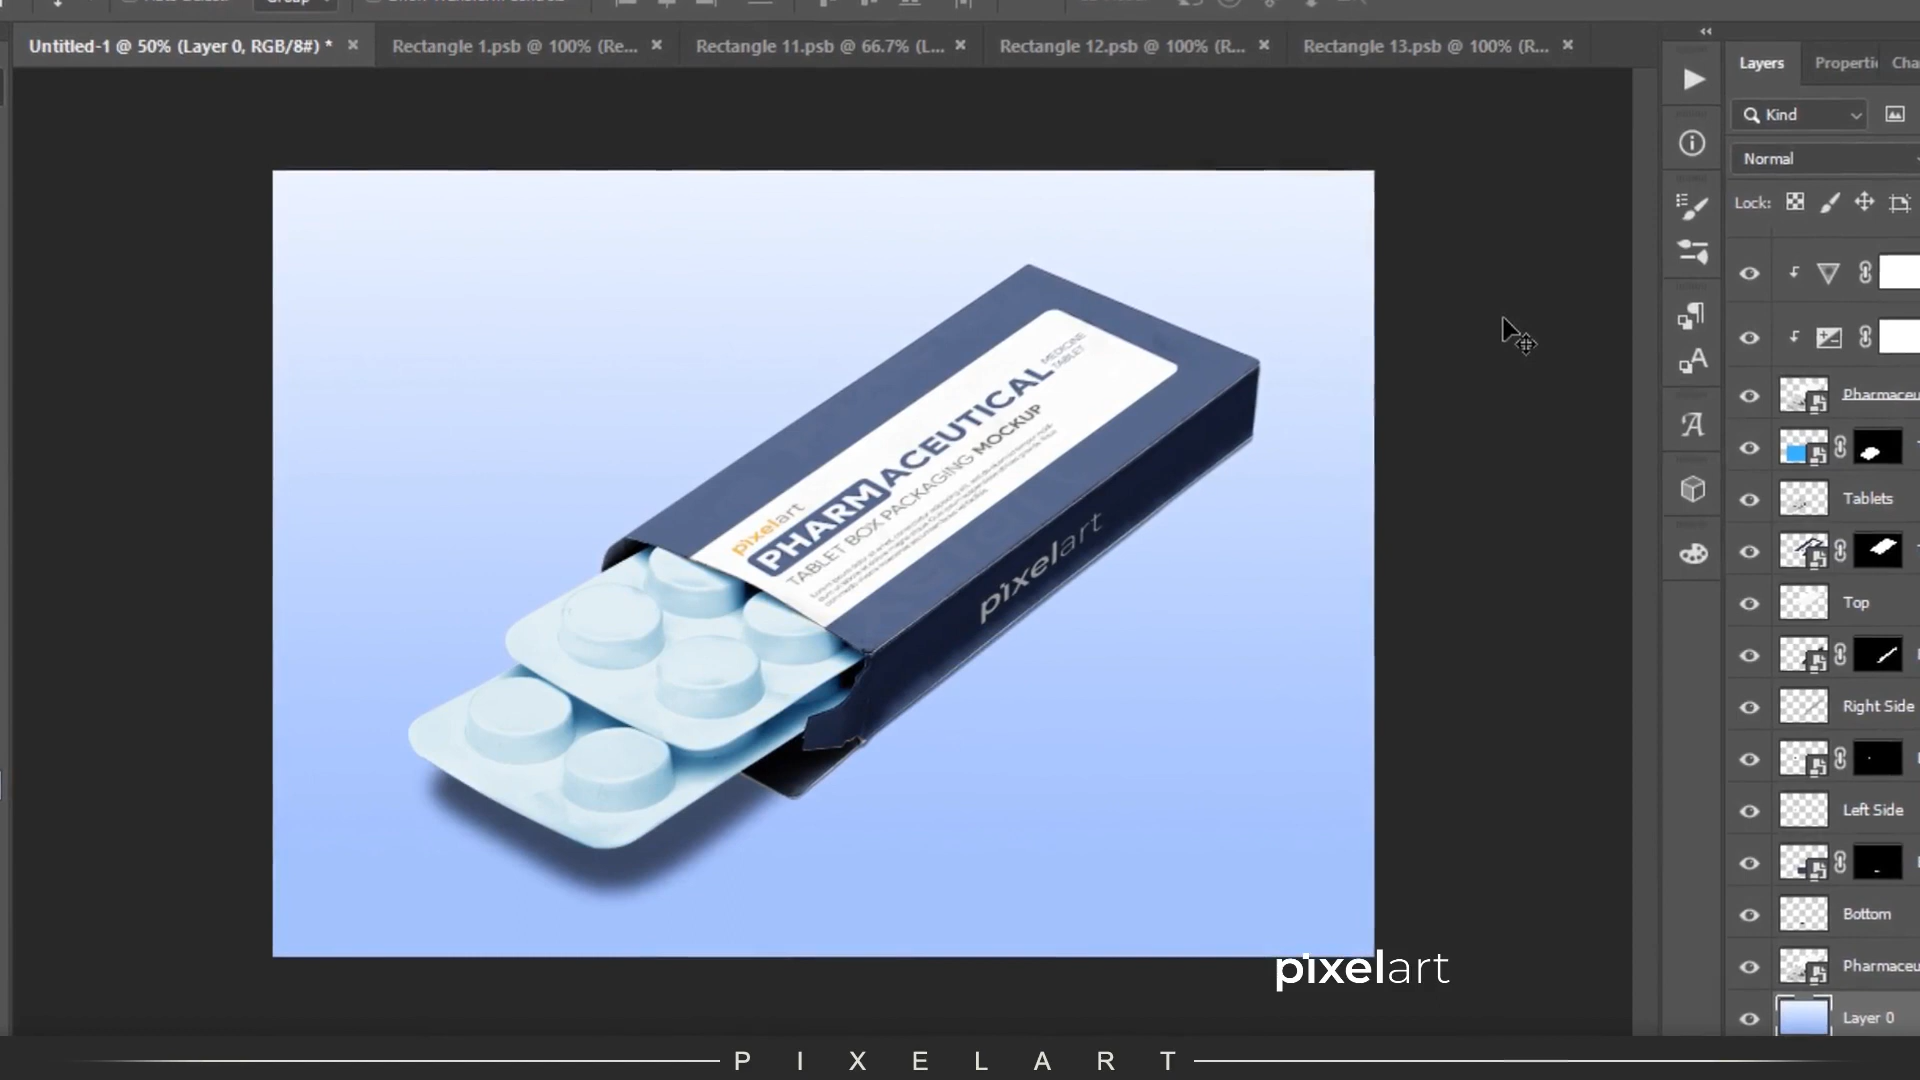 Group
Untitled-1 @ 50% (Layer 0, RGB/8#) *
Rectangle 1.psb @ 100% (Re...
Rectangle 11.psb @ 66.7% (L...
Rectangle 12.psb @ 100% (R...
Rectangle 13.psb @ 100% (R...
Layers
Properti
Cha
Kind
Normal
Lock:
Pharmaceu
Tablets
Top
Right Side
Left Side
Bottom
Pharmaceu
Layer 0
MEDICINE
TABLET
pixelart
PHARMACEUTICAL
TABLET BOX PACKAGING MOCKUP
pixelart
pixelart
PIXELART